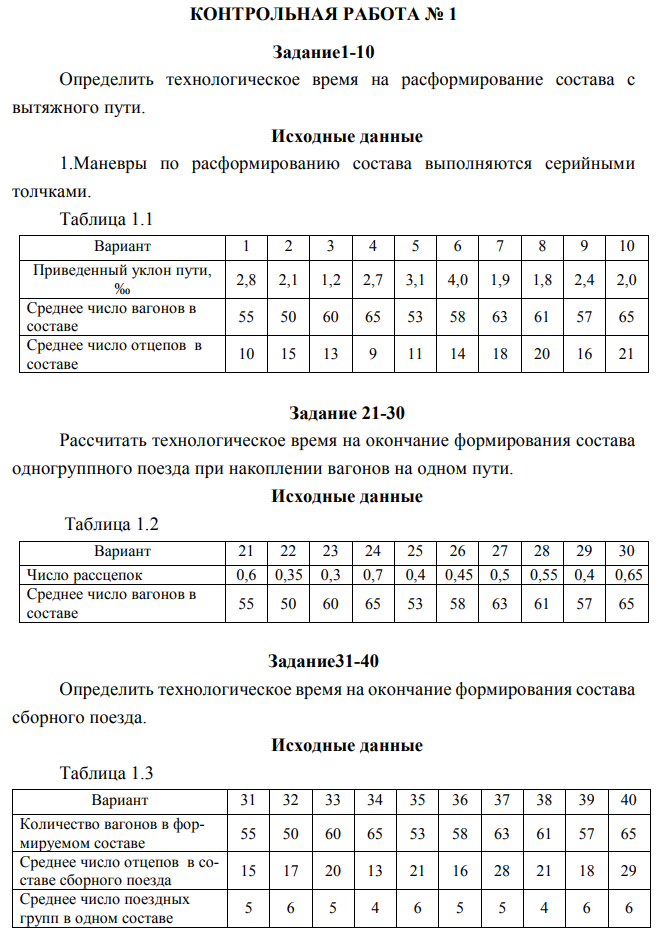 КОНТРОЛЬНАЯ РАБОТА № 1
Задание1-10
Определить технологическое время на расформирование состава с
вытяжного пути.
Исходные данные
1.Маневры по расформированию состава выполняются серийными
толчками.
Таблица 1.1
Вариант 1 2 3 4 5 6 7 8 9 10
Приведенный уклон пути,
‰ 2,8 2,1 1,2 2,7 3,1 4,0 1,9 1,8 2,4 2,0
Среднее число вагонов в
составе 55 50 60 65 53 58 63 61 57 65
Среднее число отцепов в
составе 10 15 13 9 11 14 18 20 16 21
Задание 21-30
Рассчитать технологическое время на окончание формирования состава
одногруппного поезда при накоплении вагонов на одном пути.
Исходные данные
Таблица 1.2
Вариант 21 22 23 24 25 26 27 28 29 30
Число рассцепок 0,6 0,35 0,3 0,7 0,4 0,45 0,5 0,55 0,4 0,65
Среднее число вагонов в
составе 55 50 60 65 53 58 63 61 57 65
Задание31-40
Определить технологическое время на окончание формирования состава
сборного поезда.
Исходные данные
Таблица 1.3
Вариант 31 32 33 34 35 36 37 38 39 40
Количество вагонов в фор-
мируемом составе 55 50 60 65 53 58 63 61 57 65
Среднее число отцепов в со-
ставе сборного поезда 15 17 20 13 21 16 28 21 18 29
Среднее число поездных
групп в одном составе 5 6 5 4 6 5 5 4 6 6